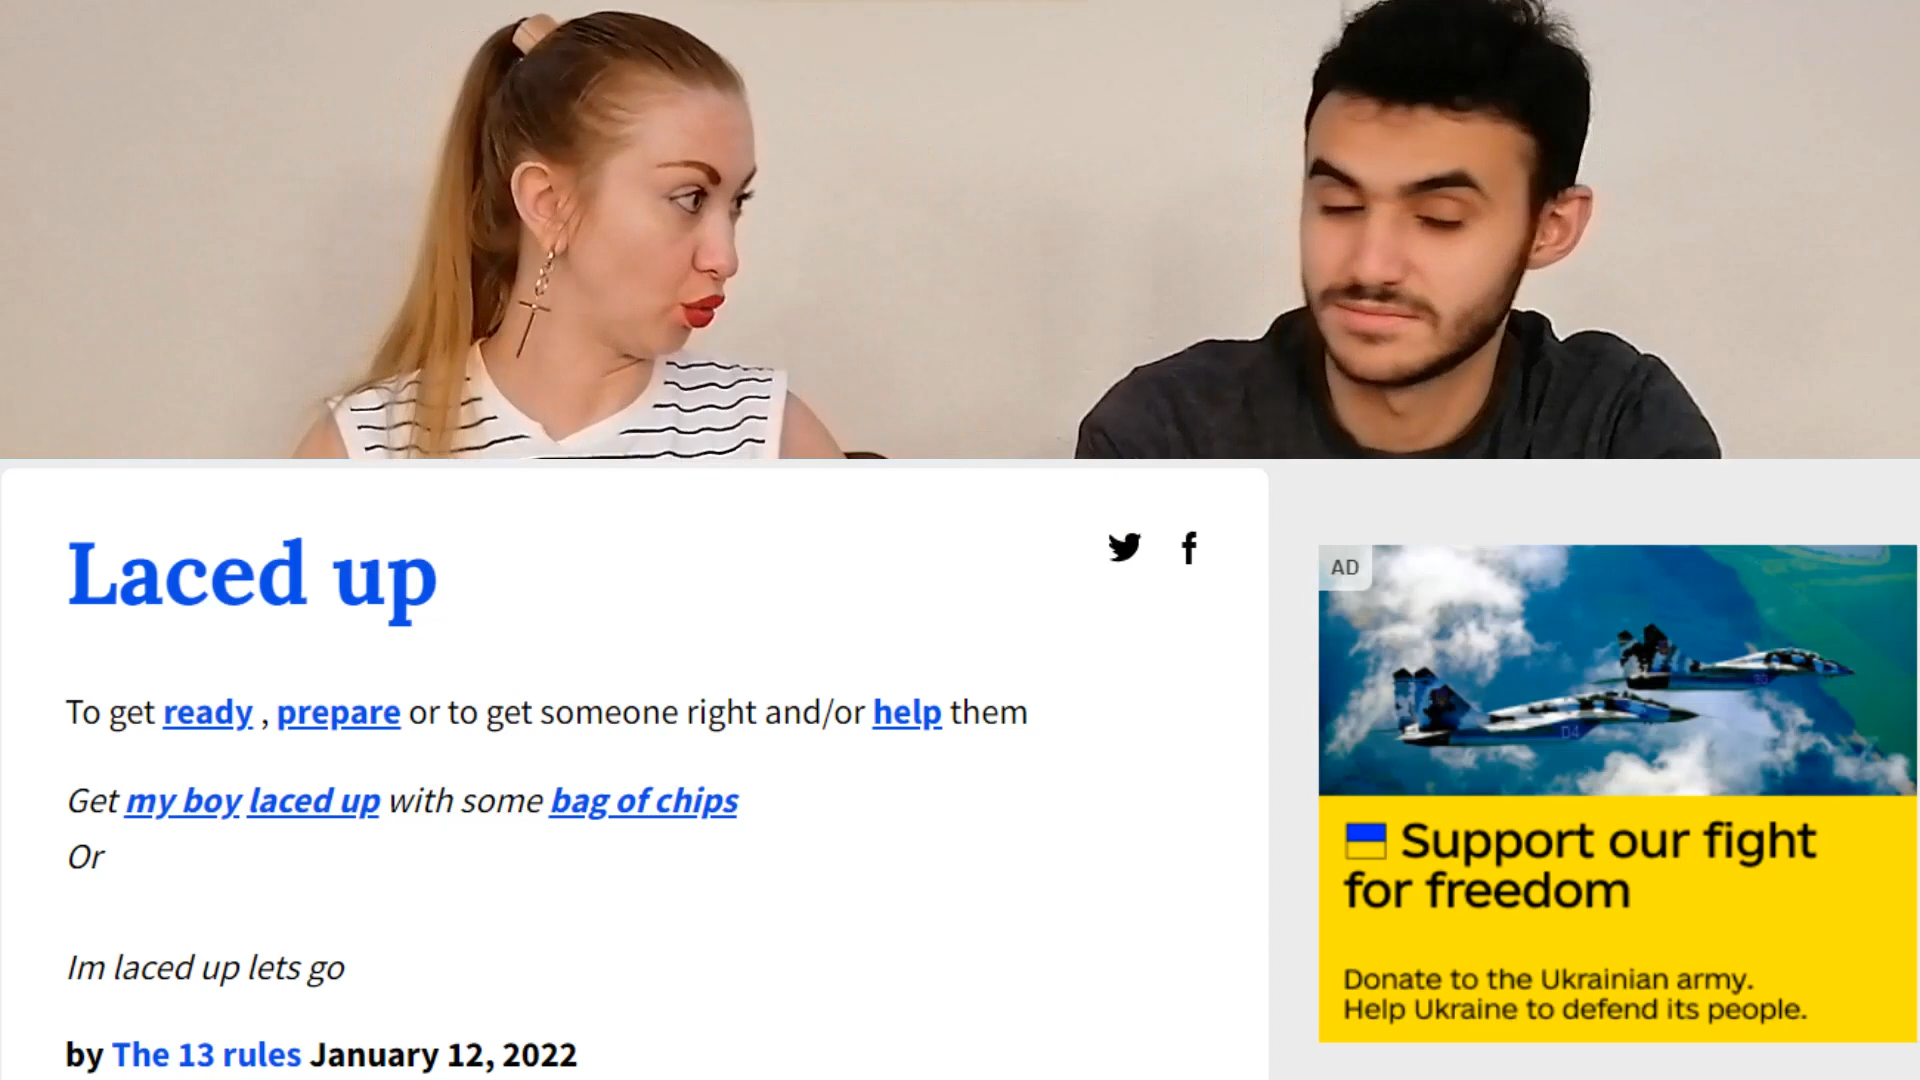 Laced up
To get ready , prepare or to get someone right and/or help them
Get my boy laced up with some bag of chips
Or
Im laced up lets go
by The 13 rules January 12, 2022
AD
Support our fight
for freedom
Donate to the Ukrainian army.
Help Ukraine to defend its people.